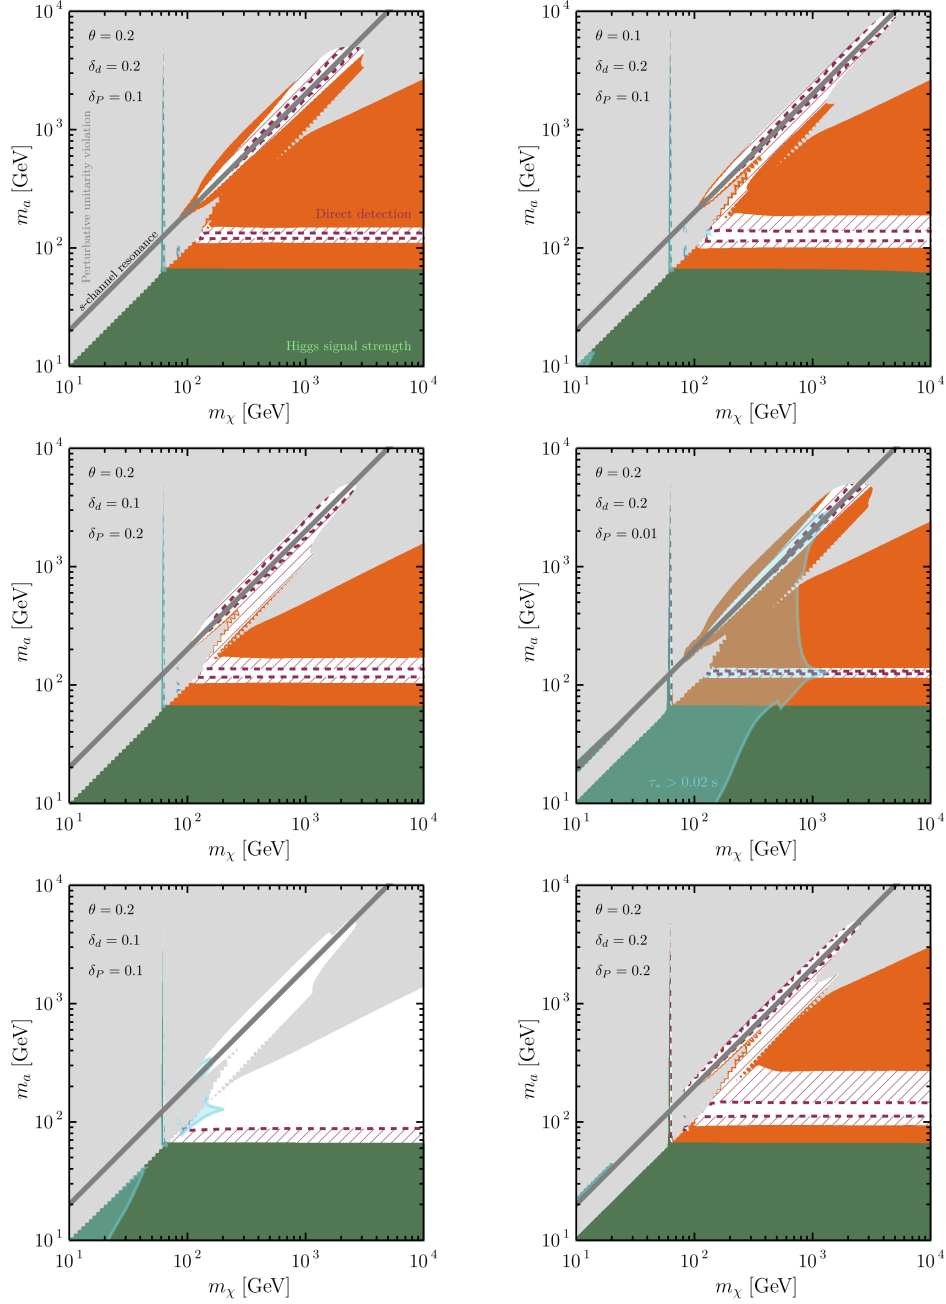 θ = 0.2
δ_d = 0.2
δ_P = 0.1
Perturbative unitarity violation
s-channel resonance
Direct detection
Higgs signal strength
10^4
10^3
10^2
10^1
m_a [GeV]
10^1 10^2 10^3 10^4
m_χ [GeV]
θ = 0.1
δ_d = 0.2
δ_P = 0.1
10^4
10^3
10^2
10^1
m_a [GeV]
10^1 10^2 10^3 10^4
m_χ [GeV]
θ = 0.2
δ_d = 0.1
δ_P = 0.2
10^4
10^3
10^2
10^1
m_a [GeV]
10^1 10^2 10^3 10^4
m_χ [GeV]
θ = 0.2
δ_d = 0.2
δ_P = 0.01
τ_* > 0.02 s
10^4
10^3
10^2
10^1
m_a [GeV]
10^1 10^2 10^3 10^4
m_χ [GeV]
θ = 0.2
δ_d = 0.1
δ_P = 0.1
10^4
10^3
10^2
10^1
m_a [GeV]
10^1 10^2 10^3 10^4
m_χ [GeV]
θ = 0.2
δ_d = 0.2
δ_P = 0.2
10^4
10^3
10^2
10^1
m_a [GeV]
10^1 10^2 10^3 10^4
m_χ [GeV]